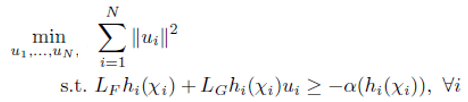 min ∑_{i=1}^{N} ‖u_i‖²
u_1,...,u_N,
s.t. L_F h_i(χ_i) + L_G h_i(χ_i)u_i ≥ −α(h_i(χ_i)), ∀i